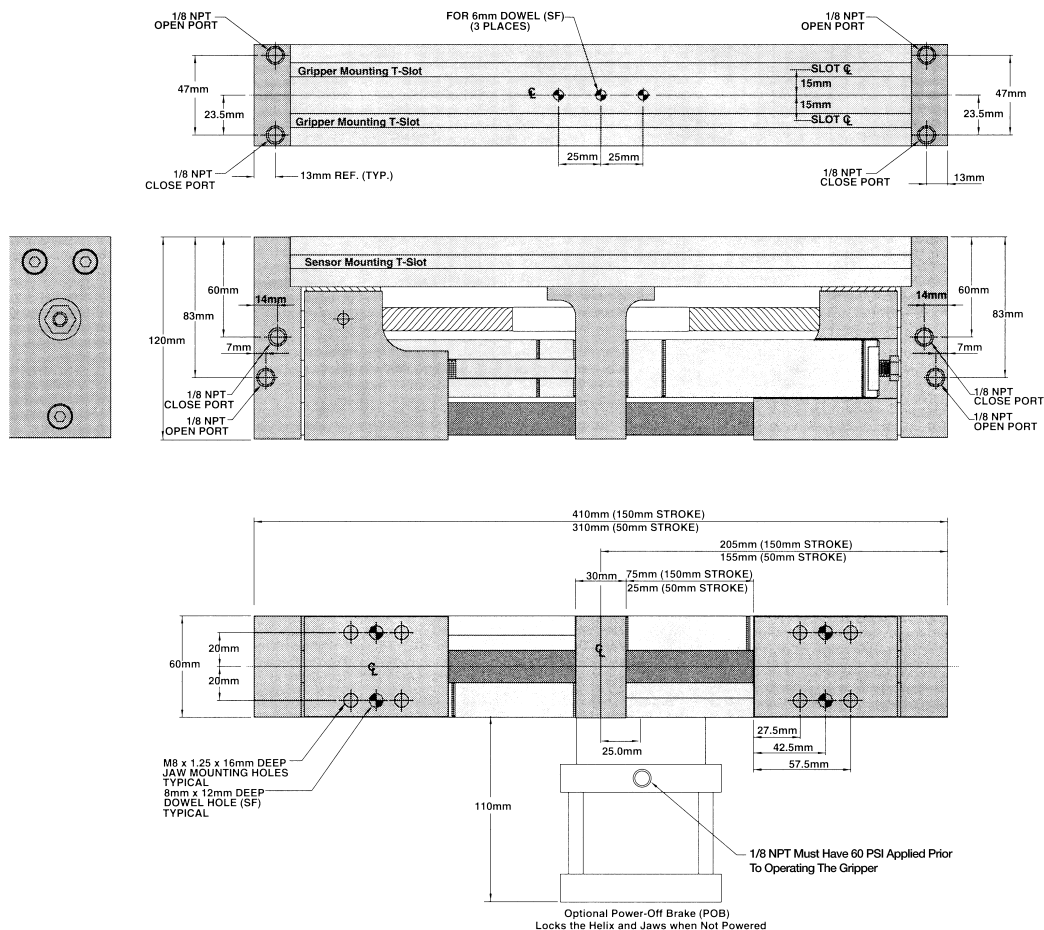 1/8 NPT
OPEN PORT
FOR 6mm DOWEL (SF)
(3 PLACES)
1/8 NPT
OPEN PORT
Gripper Mounting T-Slot
SLOT ℄
47mm
15mm
47mm
℄
23.5mm
15mm
23.5mm
Gripper Mounting T-Slot
SLOT ℄
25mm
25mm
1/8 NPT
CLOSE PORT
13mm REF. (TYP.)
1/8 NPT
CLOSE PORT
13mm
Sensor Mounting T-Slot
60mm
14mm
83mm
120mm
7mm
1/8 NPT
CLOSE PORT
1/8 NPT
OPEN PORT
60mm
14mm
83mm
7mm
1/8 NPT
CLOSE PORT
1/8 NPT
OPEN PORT
410mm (150mm STROKE)
310mm (50mm STROKE)
205mm (150mm STROKE)
155mm (50mm STROKE)
30mm
75mm (150mm STROKE)
25mm (50mm STROKE)
20mm
60mm
℄
℄
20mm
27.5mm
25.0mm
42.5mm
57.5mm
M8 x 1.25 x 16mm DEEP
JAW MOUNTING HOLES
TYPICAL
8mm x 12mm DEEP
DOWEL HOLE (SF)
TYPICAL
110mm
1/8 NPT Must Have 60 PSI Applied Prior
To Operating The Gripper
Optional Power-Off Brake (POB)
Locks the Helix and Jaws when Not Powered